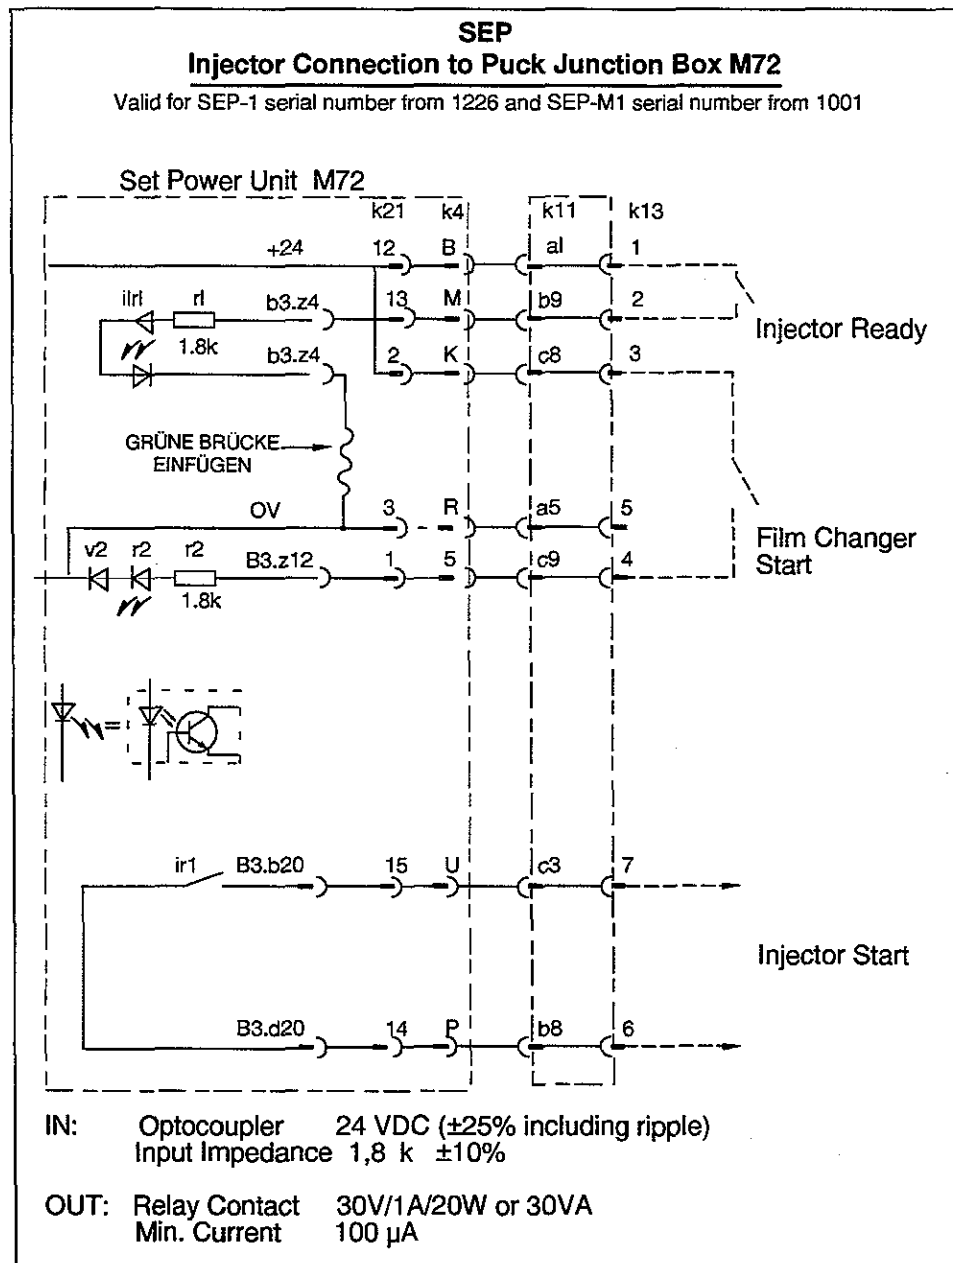 SEP
Injector Connection to Puck Junction Box M72
Valid for SEP-1 serial number from 1226 and SEP-M1 serial number from 1001
Set Power Unit M72
k21 k4 k11 k13
+24 12 B al 1
ilrl rl b3.z4 13 M b9 2
Injector Ready
1.8k b3.z4 2 K c8 3
GRÜNE BRÜCKE
EINFÜGEN
OV 3 R a5 5
Film Changer
Start
v2 r2 r2 B3.z12 1 5 c9 4
1.8k
=
ir1 B3.b20 15 U c3 7
Injector Start
B3.d20 14 P b8 6
IN: Optocoupler 24 VDC (±25% including ripple)
Input Impedance 1,8 k ±10%
OUT: Relay Contact 30V/1A/20W or 30VA
Min. Current 100 µA